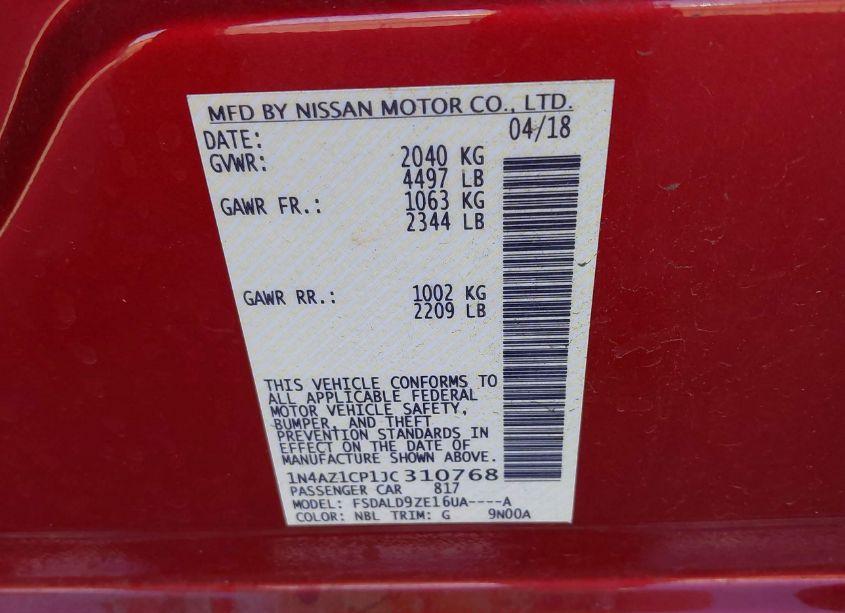 MFD BY NISSAN MOTOR CO., LTD.
DATE: 04/18
GVWR: 2040 KG
4497 LB
GAWR FR.: 1063 KG
2344 LB
GAWR RR.: 1002 KG
2209 LB
THIS VEHICLE CONFORMS TO
ALL APPLICABLE FEDERAL
MOTOR VEHICLE SAFETY,
BUMPER, AND THEFT
PREVENTION STANDARDS IN
EFFECT ON THE DATE OF
MANUFACTURE SHOWN ABOVE.
1N4AZ1CP1JC310768
PASSENGER CAR 817
MODEL: FSDALD9ZE16UA----A
COLOR: NBL TRIM: G 9N00A